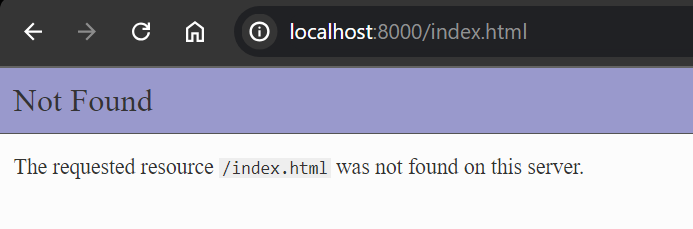 localhost:8000/index.html
Not Found
The requested resource /index.html was not found on this server.